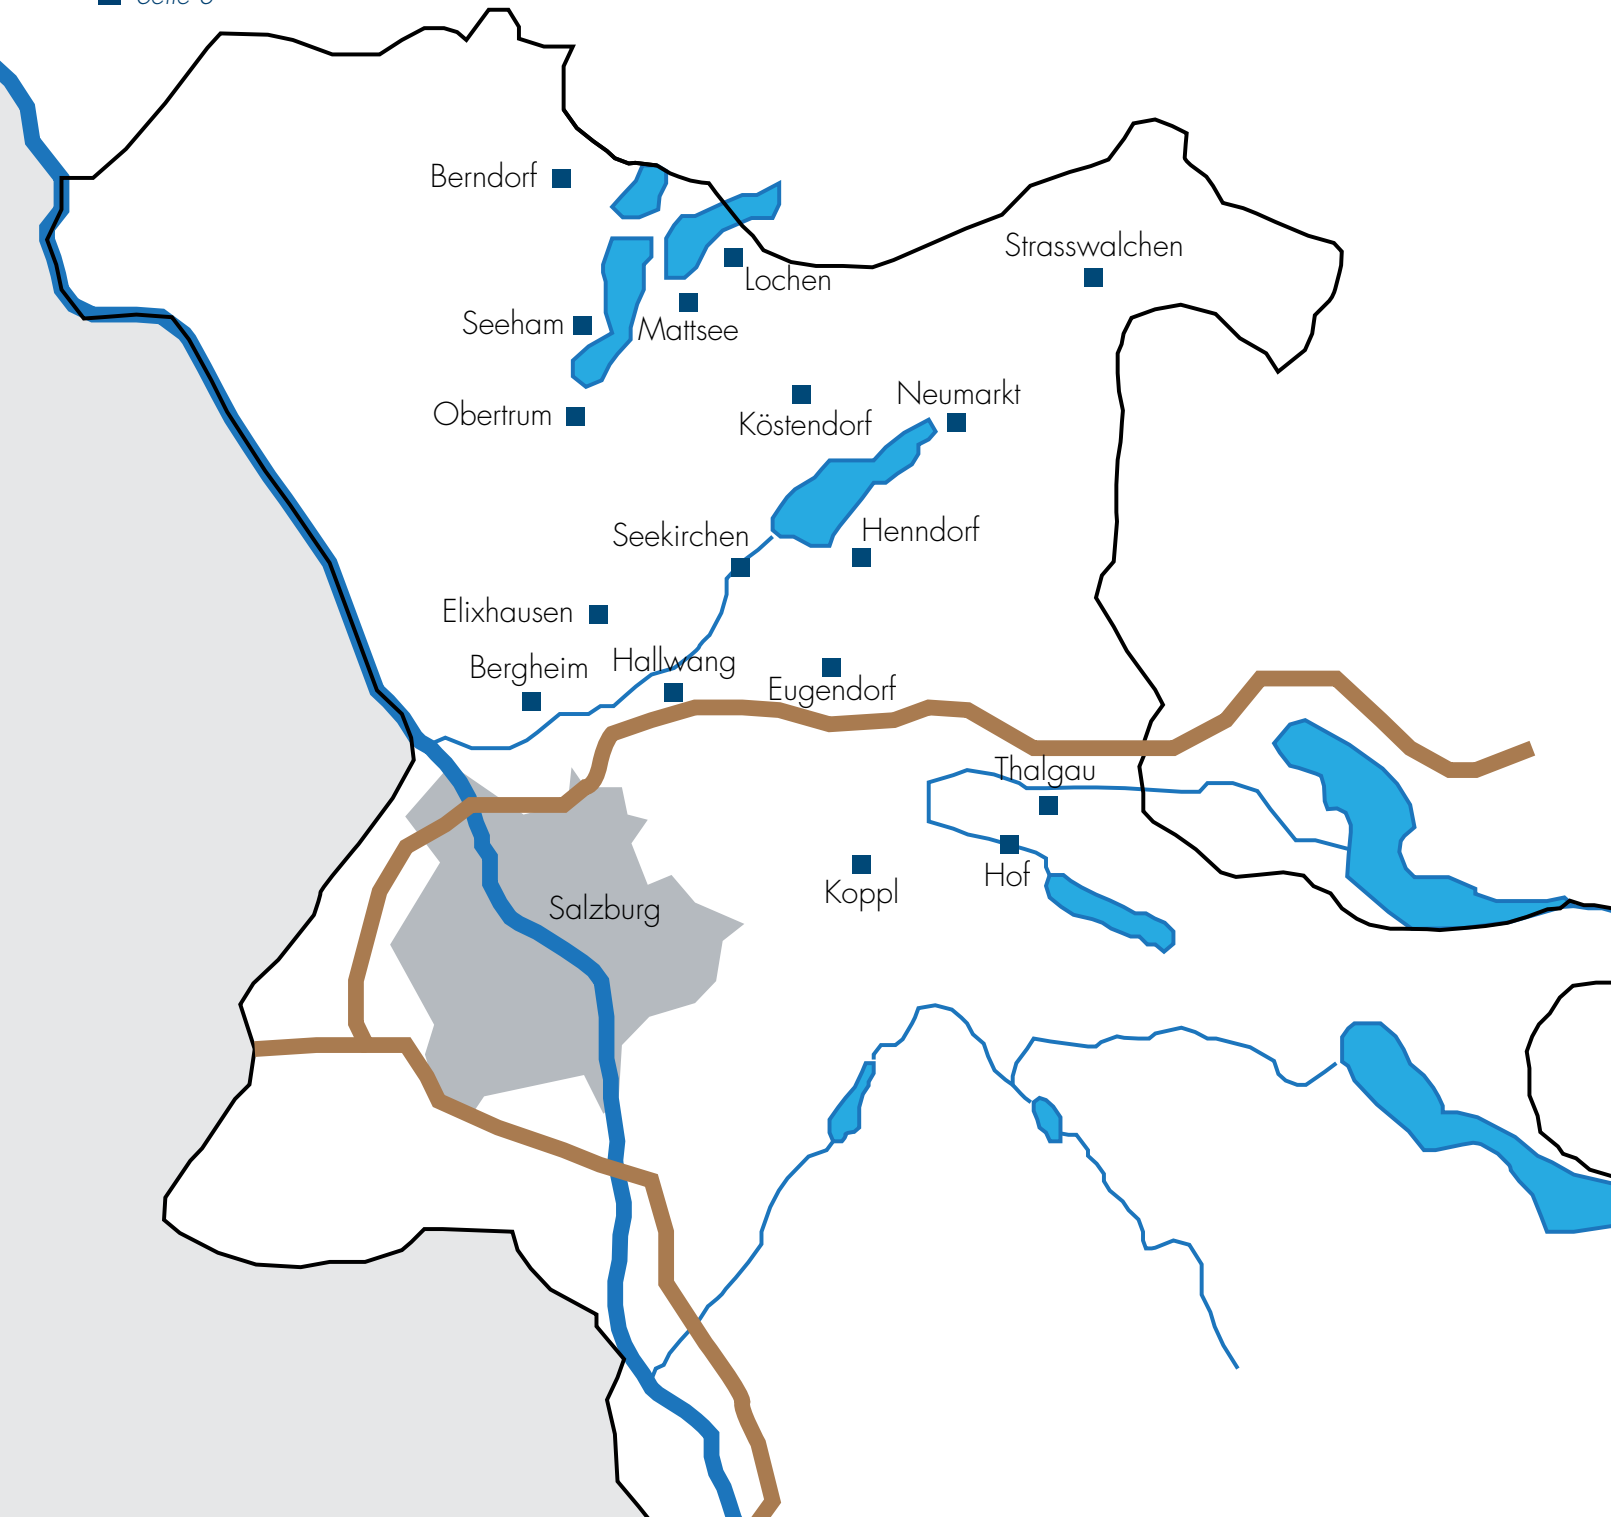 Berndorf
Strasswalchen
Lochen
Seeham
Mattsee
Neumarkt
Obertrum
Köstendorf
Henndorf
Seekirchen
Elixhausen
Hallwang
Bergheim
Eugendorf
Thalgau
Hof
Koppl
Salzburg